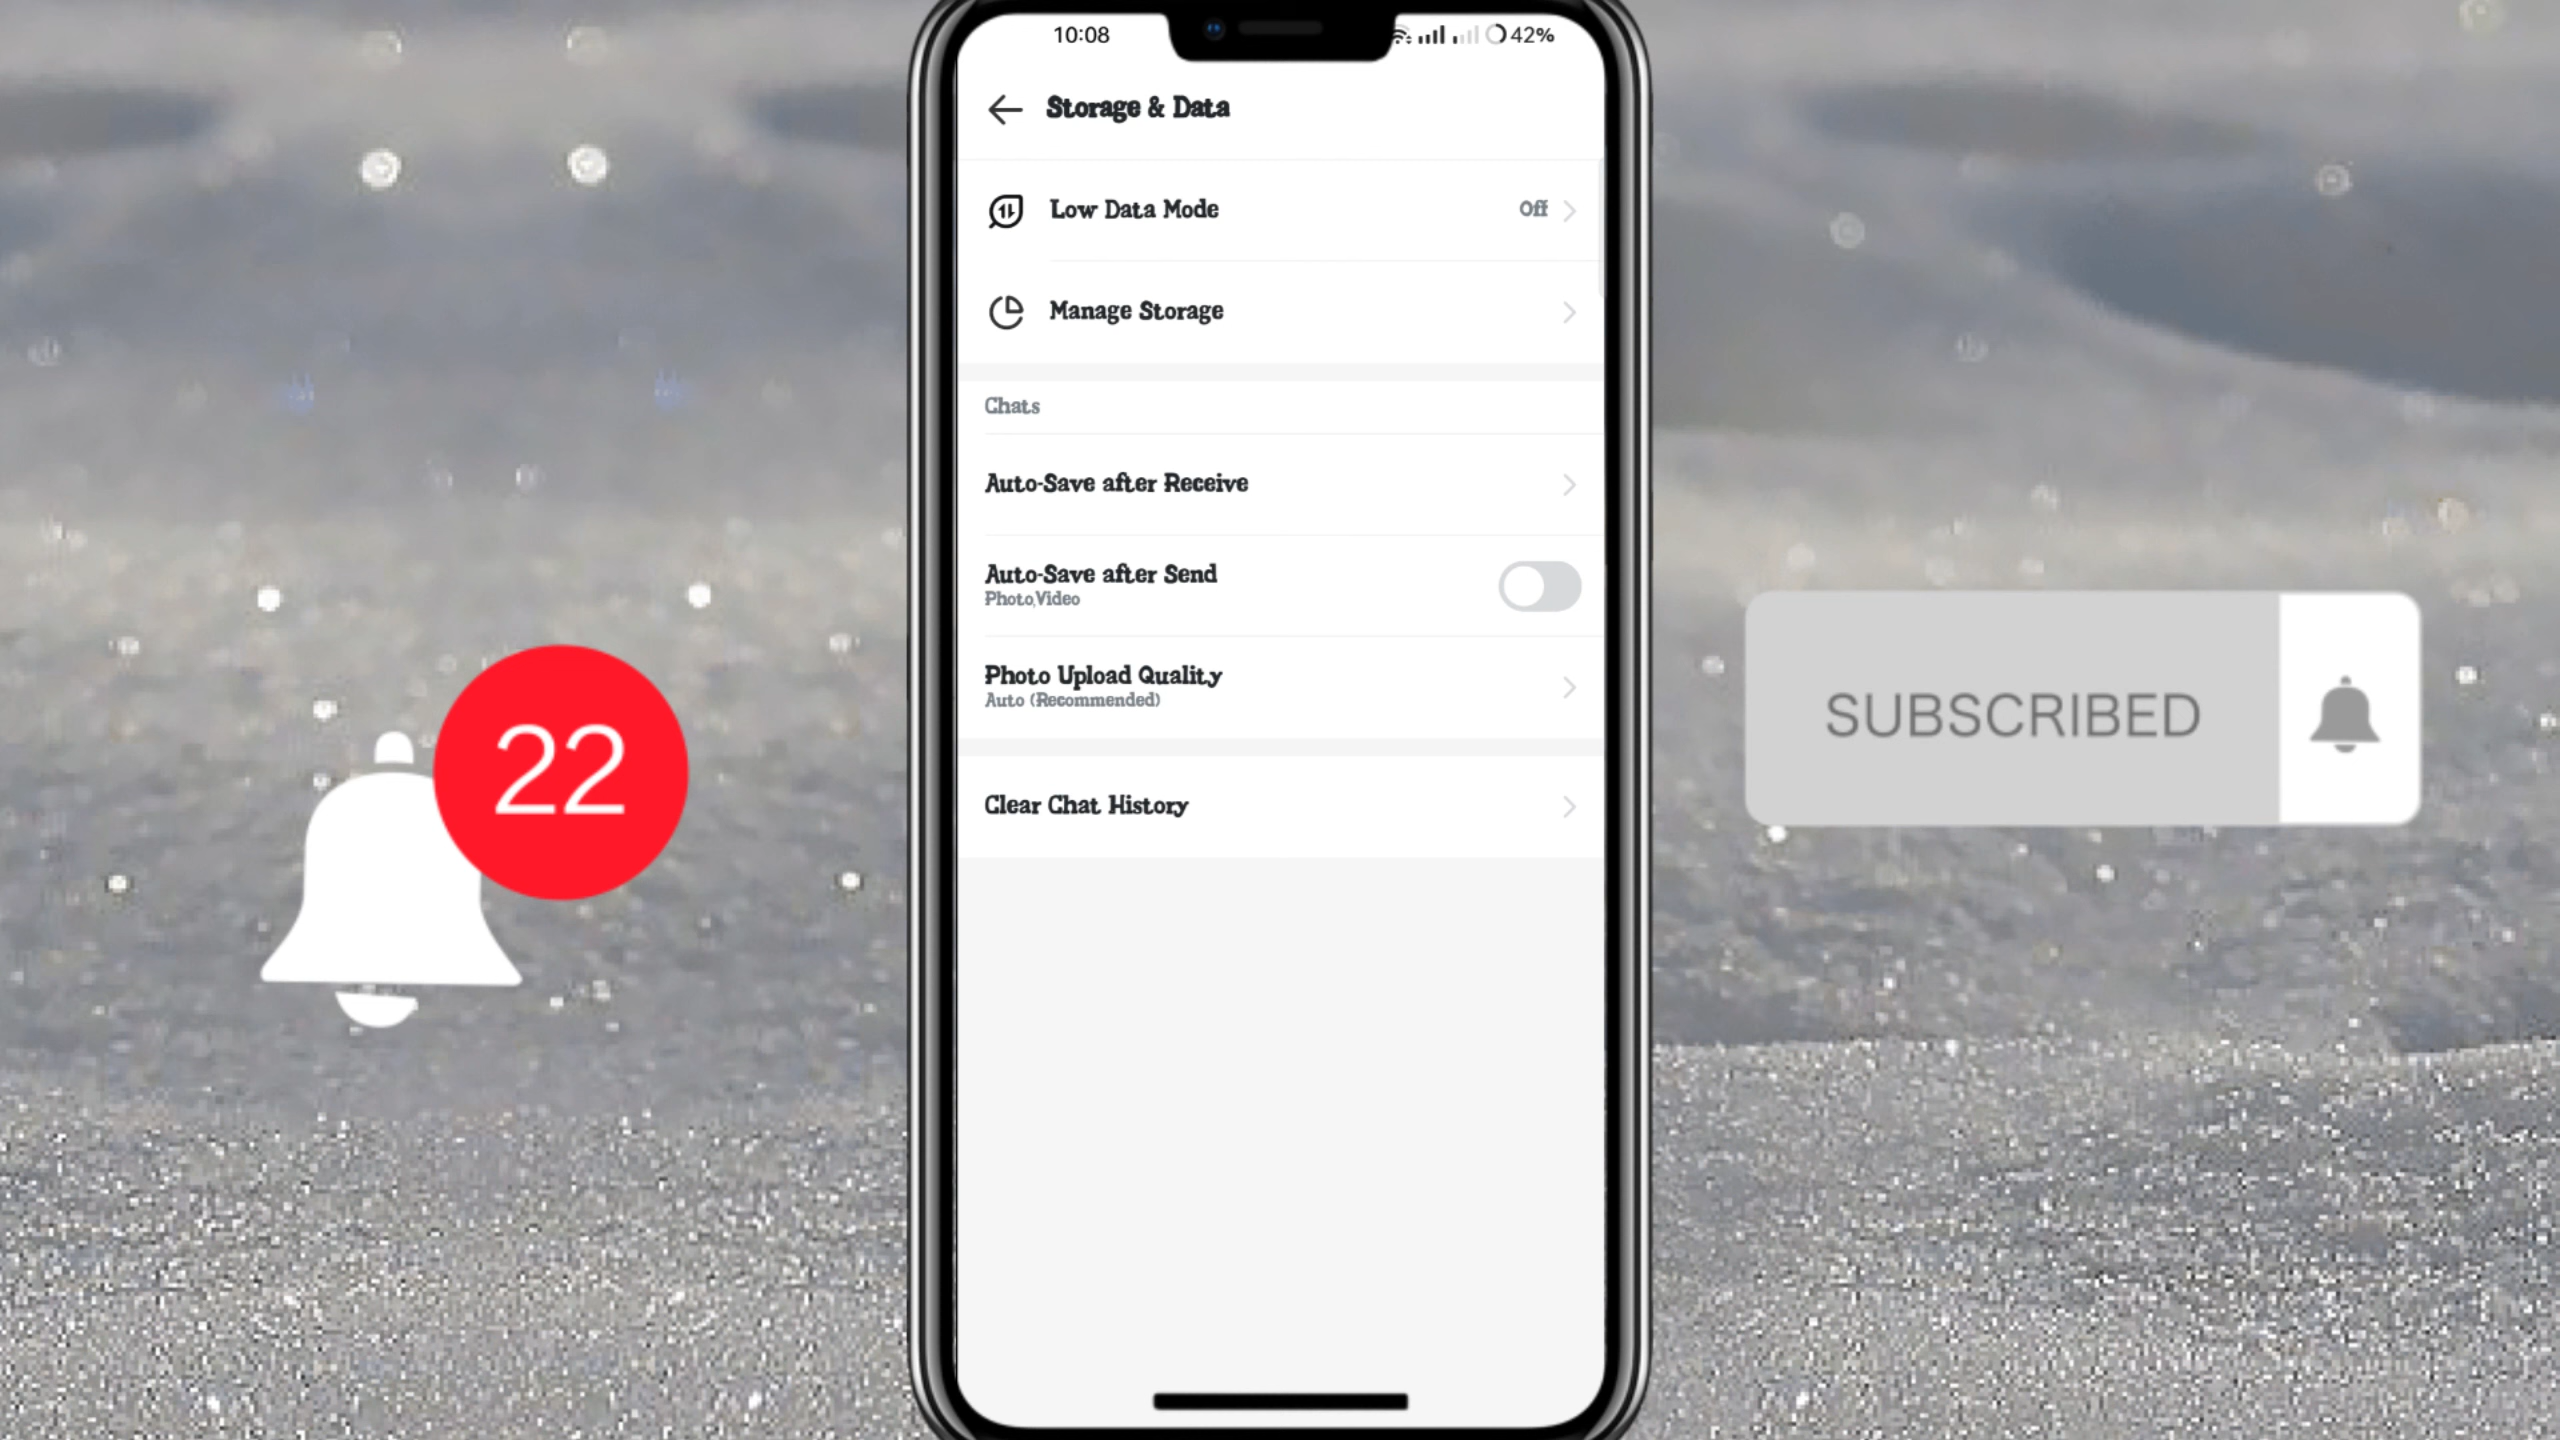 10:08
42%
Storage & Data
Low Data Mode
Off
Manage Storage
Chats
Auto-Save after Receive
Auto-Save after Send
Photo,Video
Photo Upload Quality
Auto (Recommended)
Clear Chat History
22
SUBSCRIBED